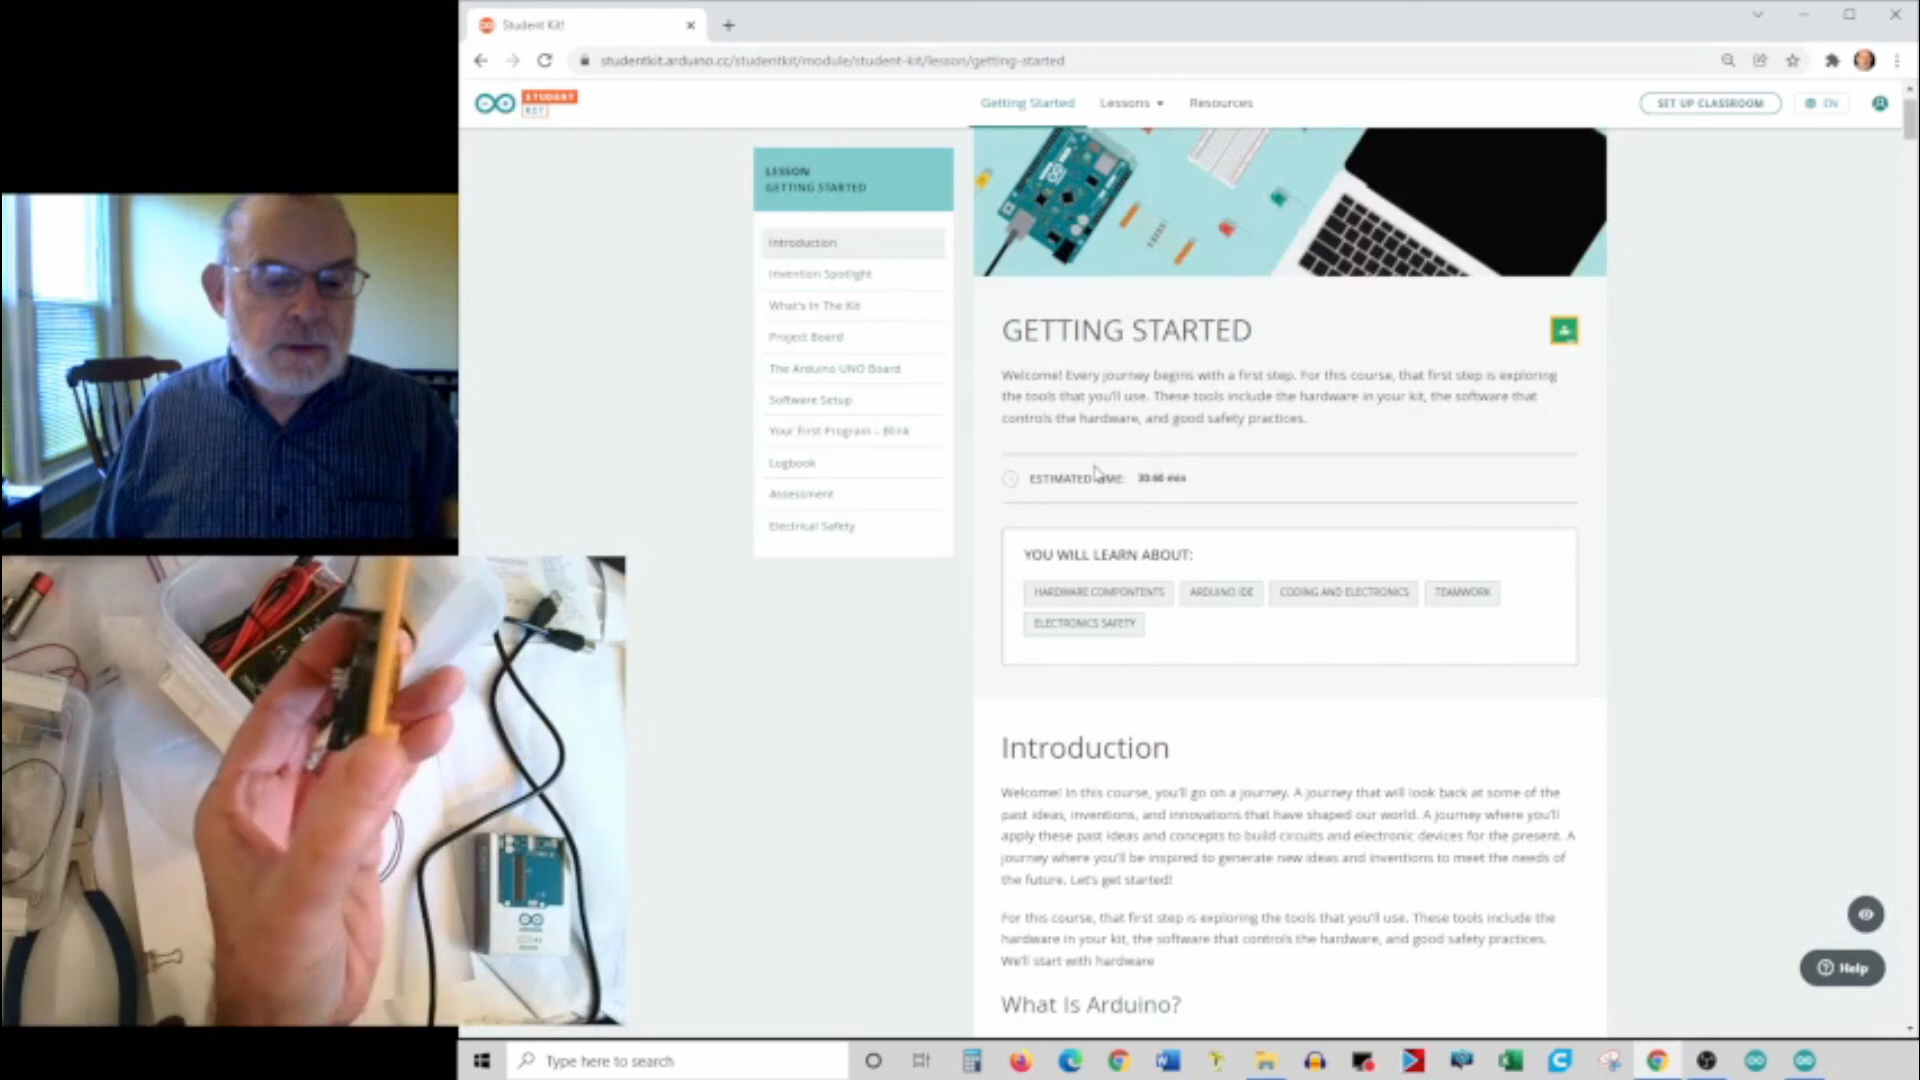 Student Kit!
studentkit.arduino.cc/studentkit/module/student-kit/lesson/getting-started
STUDENT
KIT
Getting Started
Lessons
Resources
SET UP CLASSROOM
EN
LESSON
GETTING STARTED
Introduction
Invention Spotlight
What's In The Kit
Project Board
The Arduino UNO Board
Software Setup
Your First Program – Blink
Logbook
Assessment
Electrical Safety
GETTING STARTED
Welcome! Every journey begins with a first step. For this course, that first step is exploring
the tools that you'll use. These tools include the hardware in your kit, the software that
controls the hardware, and good safety practices.
ESTIMATED TIME: 30-60 min
YOU WILL LEARN ABOUT:
HARDWARE COMPONTENTS
ARDUINO IDE
CODING AND ELECTRONICS
TEAMWORK
ELECTRONICS SAFETY
Introduction
Welcome! In this course, you'll go on a journey. A journey that will look back at some of the
past ideas, inventions, and innovations that have shaped our world. A journey where you'll
apply these past ideas and concepts to build circuits and electronic devices for the present. A
journey where you'll be inspired to generate new ideas and inventions to meet the needs of
the future. Let's get started!
For this course, that first step is exploring the tools that you'll use. These tools include the
hardware in your kit, the software that controls the hardware, and good safety practices.
We'll start with hardware
What Is Arduino?
Help
Type here to search